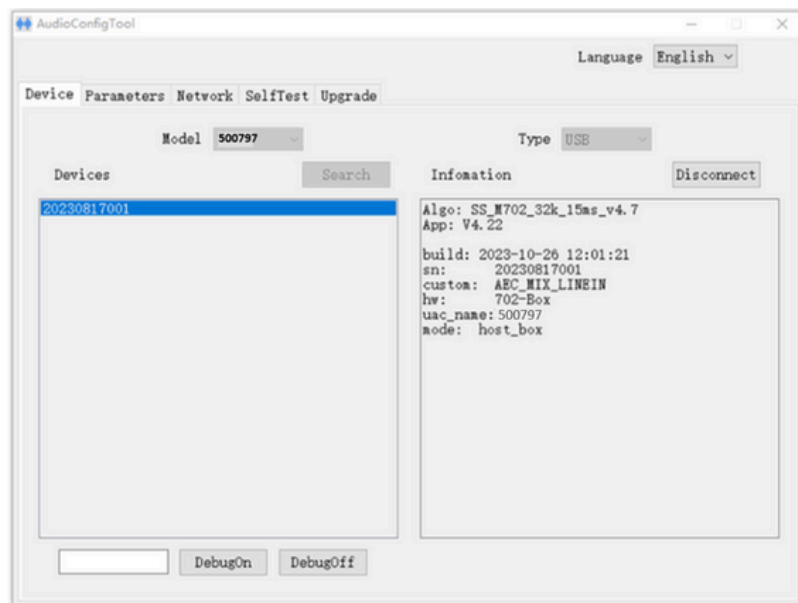 AudioConfigTool
Language English
Device Parameters Network SelfTest Upgrade
Model 500797 Type USB
Devices Search Infomation Disconnect
20230817001
Algo: SS_M702_32k_15ms_v4.7
App: V4.22
build: 2023-10-26 12:01:21
sn: 20230817001
custom: AEC_MIX_LINEIN
hw: 702-Box
uac_name: 500797
mode: host_box
DebugOn DebugOff